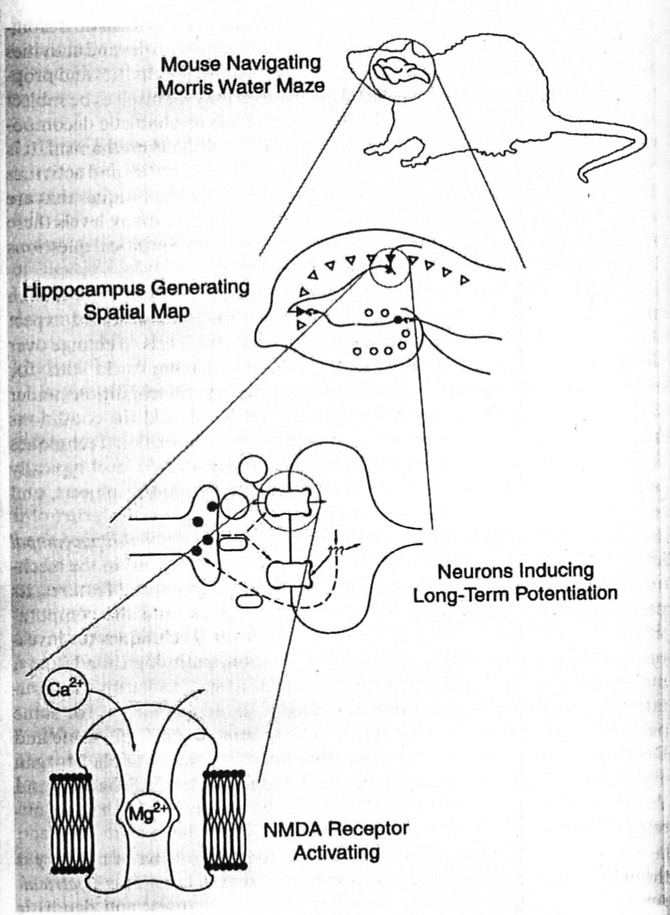 Mouse Navigating
Morris Water Maze
Hippocampus Generating
Spatial Map
???
Neurons Inducing
Long-Term Potentiation
Ca2+
Mg2+
NMDA Receptor
Activating